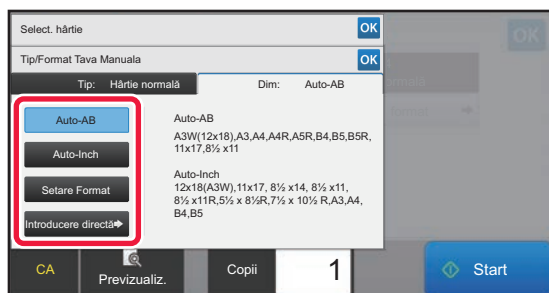 Select. hârtie
OK
OK
Tip/Format Tava Manuala
OK
Tip: Hârtie normală
Dim: Auto-AB
Auto-AB
Auto-Inch
Setare Format
Introducere directă
Auto-AB
A3W(12x18),A3,A4,A4R,A5R,B4,B5,B5R,
11x17,8½ x11
Auto-Inch
12x18(A3W),11x17, 8½ x14, 8½ x11,
8½ x11R,5½ x 8½R,7½ x 10½ R,A3,A4,
B4,B5
CA
Previzualiz.
Copii
1
Start